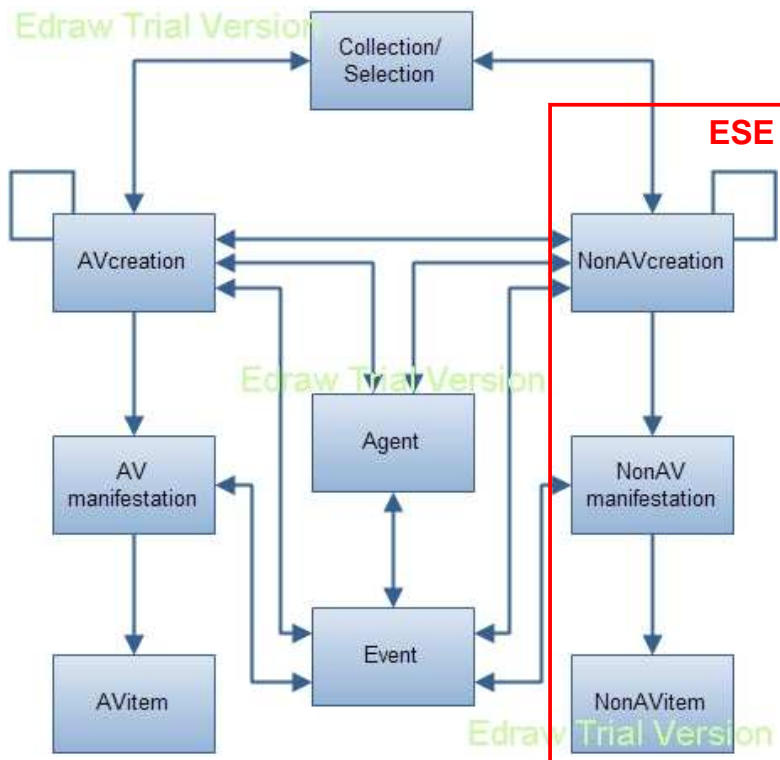 Edraw Trial Version
Collection/
Selection
ESE
AVcreation
NonAVcreation
Edraw Trial Version
Agent
AV
manifestation
NonAV
manifestation
Event
AVitem
NonAVitem
Edraw Trial Version